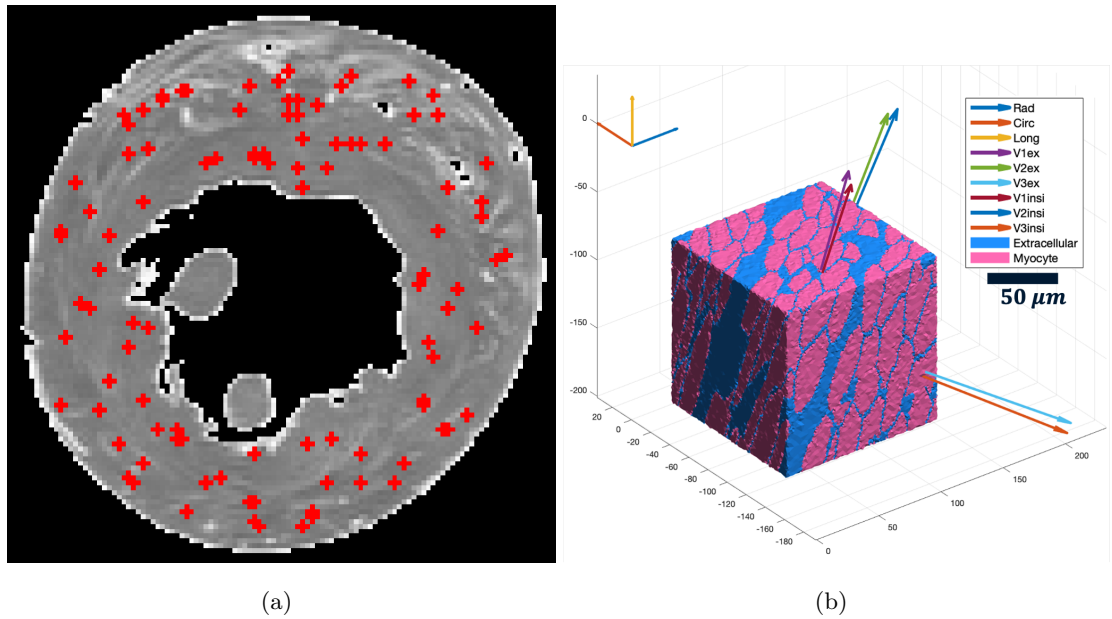 0
-50
-100
-150
-200
20
0
-20
-40
-60
-80
-100
-120
-140
-160
-180
0
50
100
150
200
Rad
Circ
Long
V1ex
V2ex
V3ex
V1insi
V2insi
V3insi
Extracellular
Myocyte
50 μm
(a)
(b)